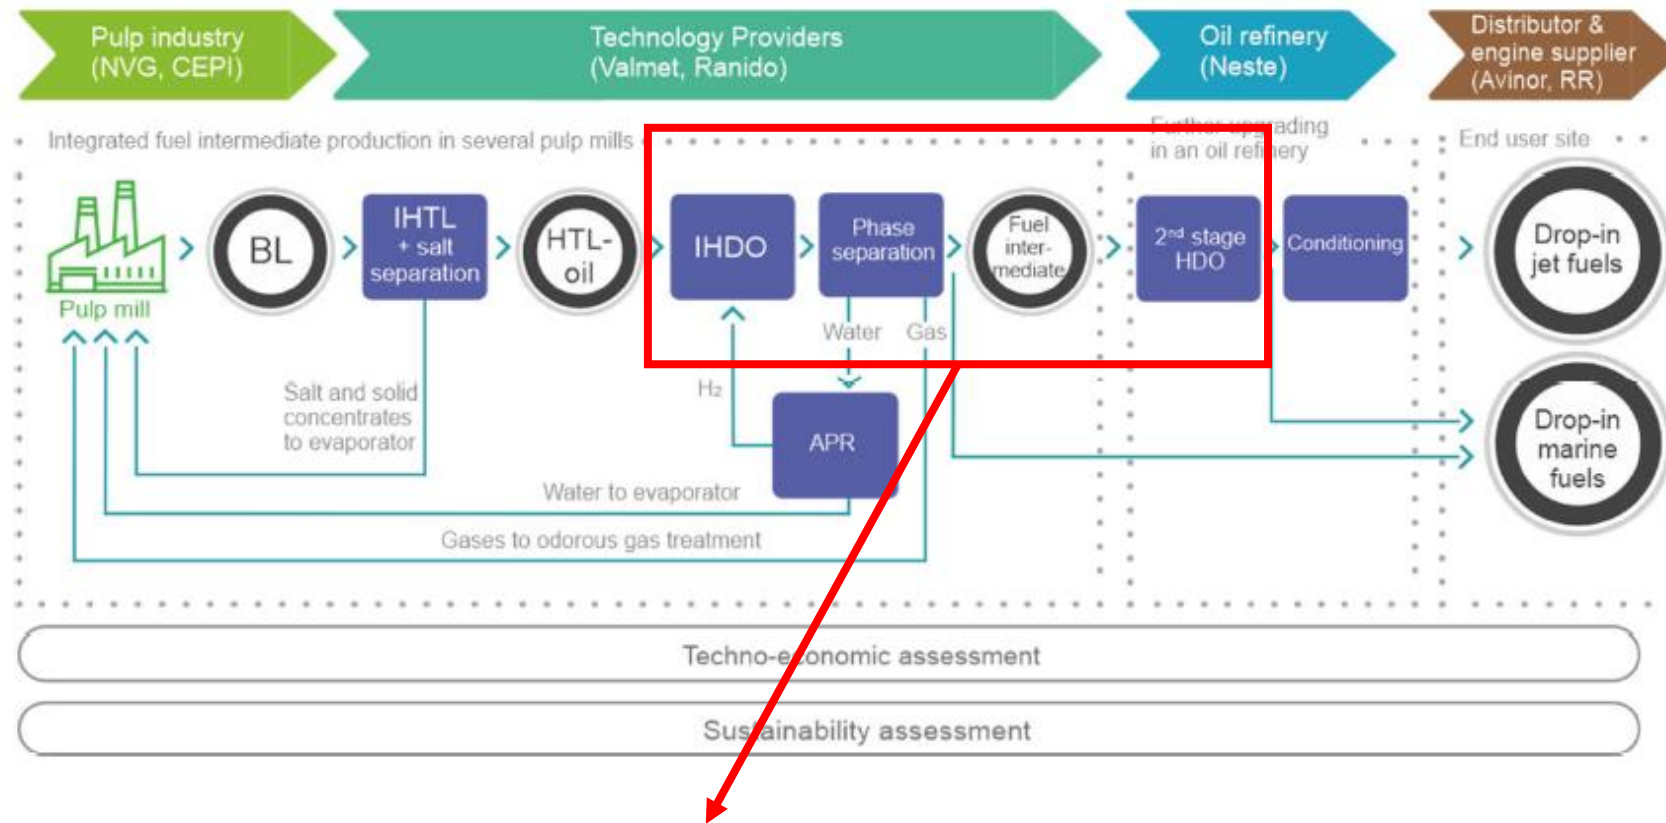 Pulp industry
(NVG, CEPI)
Technology Providers
(Valmet, Ranido)
Oil refinery
(Neste)
Distributor &
engine supplier
(Avinor, RR)
Integrated fuel intermediate production in several pulp mills
Further upgrading
in an oil refinery
End user site
Pulp mill
BL
IHTL
+ salt
separation
HTL-
oil
IHDO
Phase
separation
Fuel
inter-
mediate
2nd stage
HDO
Conditioning
Drop-in
jet fuels
Water
Gas
H2
Salt and solid
concentrates
to evaporator
APR
Drop-in
marine
fuels
Water to evaporator
Gases to odorous gas treatment
Techno-economic assessment
Sustainability assessment